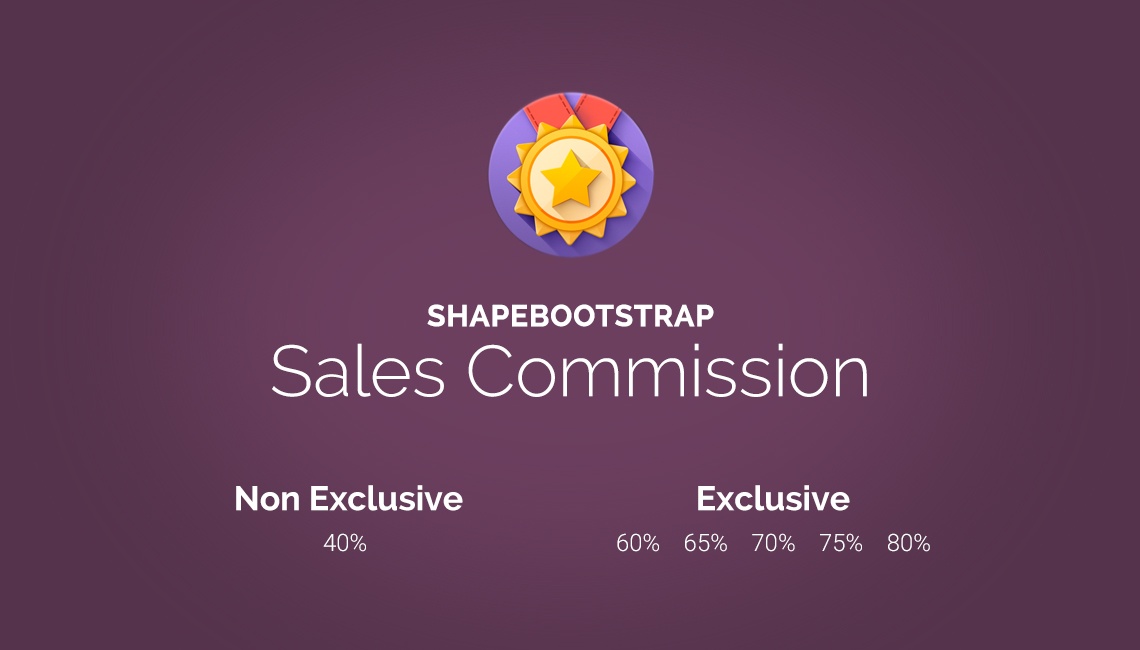 SHAPEBOOTSTRAP
Sales Commission
Non Exclusive
40%
Exclusive
60% 65% 70% 75% 80%